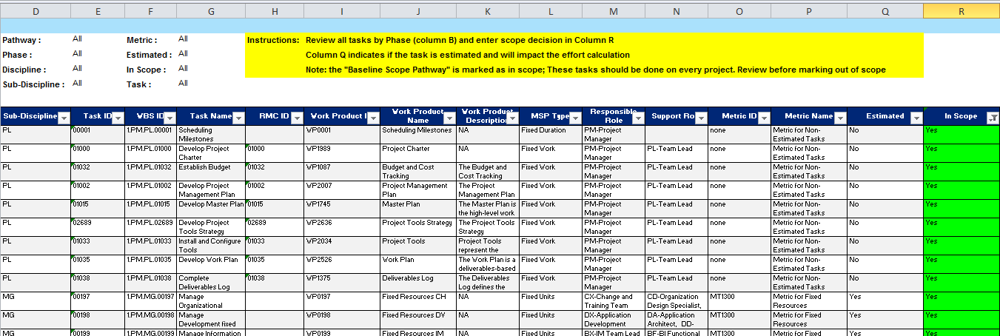 D E F G H I J K L M N O P Q R
Pathway : All Metric : All Instructions: Review all tasks by Phase (column B) and enter scope decision in Column R
Phase : All Estimated : All Column Q indicates if the task is estimated and will impact the effort calculation
Discipline : All In Scope : All Note: the "Baseline Scope Pathway" is marked as in scope; These tasks should be done on every project. Review before marking out of scope
Sub-Discipline : All Task : All
Work Product Work Product Responsible
Sub-Discipline Task ID WBS ID Task Name RMC ID Work Product I Name Description MSP Type Role Support Ro Metric ID Metric Name Estimated In Scope
PL 00001 1.PM.PL.00001 Scheduling WP0001 Scheduling Milestones NA Fixed Duration PM-Project none Metric for Non- No Yes
Milestones Manager Estimated Tasks
PL 01000 1.PM.PL.01000 Develop Project 01000 WP1989 Project Charter NA Fixed Work PM-Project PL-Team Lead none Metric for Non- No Yes
Charter Manager Estimated Tasks
PL 01032 1.PM.PL.01032 Establish Budget 01032 WP1087 Budget and Cost The Budget and Fixed Work PM-Project PL-Team Lead none Metric for Non- No Yes
Tracking Cost Tracking Manager Estimated Tasks
PL 01002 1.PM.PL.01002 Develop Project 01002 WP2007 Project Management The Project Fixed Work PM-Project PL-Team Lead none Metric for Non- No Yes
Management Plan Plan Management Manager Estimated Tasks
PL 01015 1.PM.PL.01015 Develop Master Plan 01015 WP1745 Master Plan The Master Plan is Fixed Work PM-Project PL-Team Lead none Metric for Non- No Yes
the high-level work Manager Estimated Tasks
PL 02689 1.PM.PL.02689 Develop Project 02689 WP2636 Project Tools Strategy The Project Tools Fixed Work PM-Project PL-Team Lead none Metric for Non- No Yes
Tools Strategy Strategy Manager Estimated Tasks
PL 01033 1.PM.PL.01033 Install and Configure 01033 WP2034 Project Tools Project Tools Fixed Work PM-Project PL-Team Lead none Metric for Non- No Yes
Tools represent the Manager Estimated Tasks
PL 01035 1.PM.PL.01035 Develop Work Plan 01035 WP2526 Work Plan The Work Plan is a Fixed Work PM-Project PL-Team Lead none Metric for Non- No Yes
deliverables-based Manager Estimated Tasks
PL 01038 1.PM.PL.01038 Complete 01038 WP1375 Deliverables Log The Deliverables Fixed Work PM-Project PL-Team Lead none Metric for Non- No Yes
Deliverables Log Log defines the Manager Estimated Tasks
MG 00197 1.PM.MG.00197 Manage WP0197 Fixed Resources CH NA Fixed Units CX-Change and CD-Organization MT1300 Metric for Fixed Yes Yes
Organizational Training Team Design Specialist, Resources
MG 00198 1.PM.MG.00198 Manage WP0198 Fixed Resources DV NA Fixed Units DX-Application DA-Application MT1300 Metric for Fixed Yes Yes
Development fixed Development Architect, DD- Resources
MG 00199 1.PM.MG.00199 Manage Information WP0199 Fixed Resources IM NA Fixed Units BX-IM Team Lead BF-BI Functional MT1300 Metric for Fixed Yes Yes